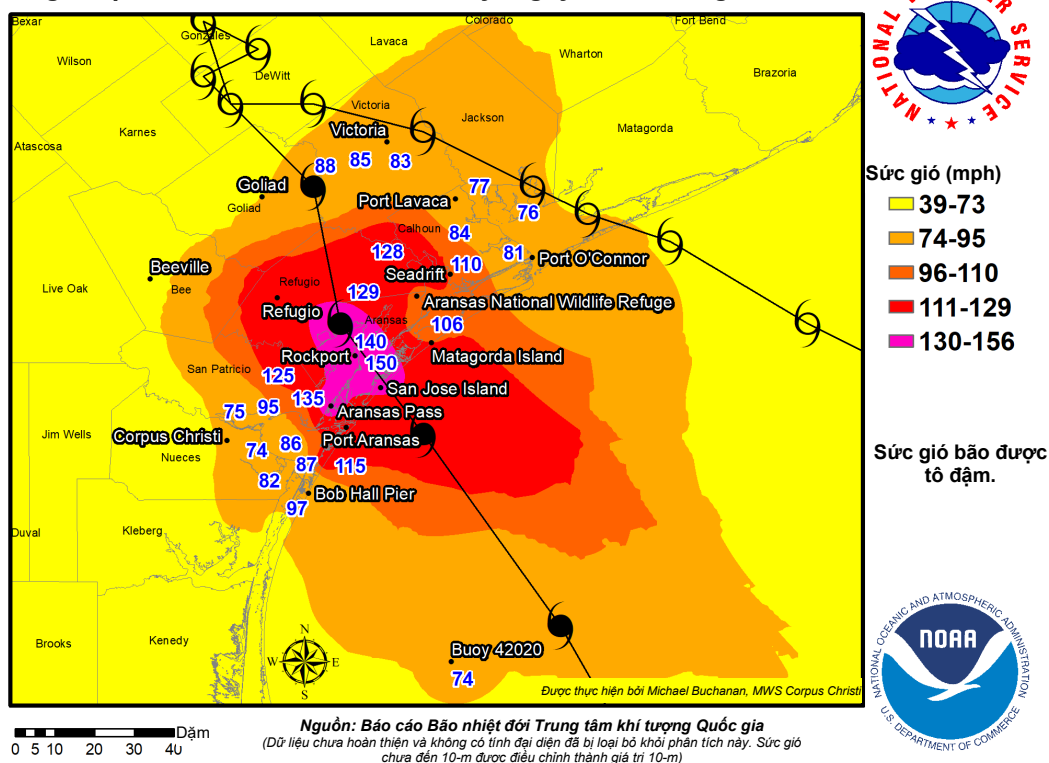 Bexar
Gonzales
Colorado
Fort Bend
Lavaca
Wilson
Wharton
DeWitt
Brazoria
Victoria
Jackson
Karnes
Victoria
Matagorda
Atascosa
88
85
83
Goliad
77
Port Lavaca
Goliad
76
Calhoun
84
128
81
Port O'Connor
110
Beeville
Seadrift
Bee
Refugio
Live Oak
129
Aransas National Wildlife Refuge
Refugio
Aransas
106
140
Rockport
Matagorda Island
150
San Patricio
125
San Jose Island
135
95
75
Aransas Pass
Corpus Christi
Jim Wells
Port Aransas
86
74
Nueces
87
115
82
Bob Hall Pier
97
Duval
Kleberg
Brooks
Kenedy
N
W
E
S
Buoy 42020
74
Được thực hiện bởi Michael Buchanan, MWS Corpus Christi
NATIONAL
SERVICE
Sức gió (mph)
39-73
74-95
96-110
111-129
130-156
Sức gió bão được
tô đậm.
NATIONAL OCEANIC AND ATMOSPHERIC ADMINISTRATION
NOAA
U.S. DEPARTMENT OF COMMERCE
Dặm
0 5 10 20 30 40
Nguồn: Báo cáo Bão nhiệt đới Trung tâm khí tượng Quốc gia
(Dữ liệu chưa hoàn thiện và không có tính đại diện đã bị loại bỏ khỏi phân tích này. Sức gió
chưa đến 10-m được điều chỉnh thành giá trị 10-m)